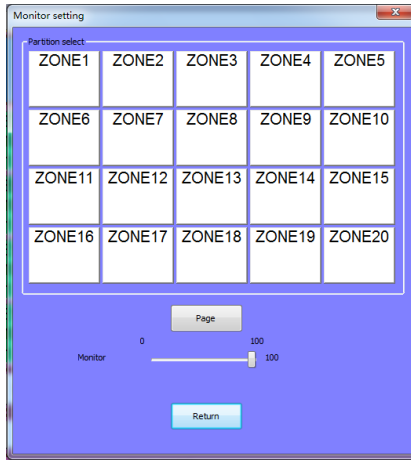 Monitor setting
Partition select
ZONE1 ZONE2 ZONE3 ZONE4 ZONE5
ZONE6 ZONE7 ZONE8 ZONE9 ZONE10
ZONE11 ZONE12 ZONE13 ZONE14 ZONE15
ZONE16 ZONE17 ZONE18 ZONE19 ZONE20
Page
0 100
Monitor 100
Return